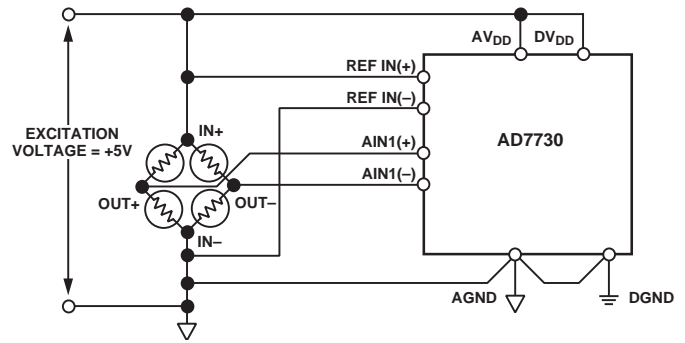 AVDD DVDD
REF IN(+)
REF IN(–)
EXCITATION
VOLTAGE = +5V
IN+
AIN1(+)
AD7730
AIN1(–)
OUT+
OUT–
IN–
AGND
DGND